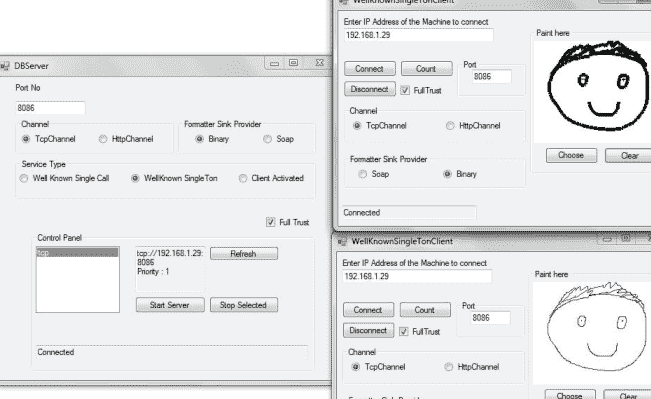 DBServer
Port No
8086
Channel
TcpChannel HttpChannel
Formatter Sink Provider
Binary Soap
Service Type
Well Known Single Call WellKnown SingleTon Client Activated
Full Trust
Control Panel
tcp
tcp://192.168.1.29:
8086
Priority : 1
Refresh
Start Server Stop Selected
Connected
WellKnownSingleTonClient
Enter IP Address of the Machine to connect
192.168.1.29
Connect Count
Port
8086
Disconnect FullTrust
Channel
TcpChannel HttpChannel
Formatter Sink Provider
Soap Binary
Connected
Paint here
Choose Clear
WellKnownSingleTonClient
Enter IP Address of the Machine to connect
192.168.1.29
Connect Count
Port
8086
Disconnect FullTrust
Channel
TcpChannel HttpChannel
Formatter Sink Provider
Paint here
Choose Clear